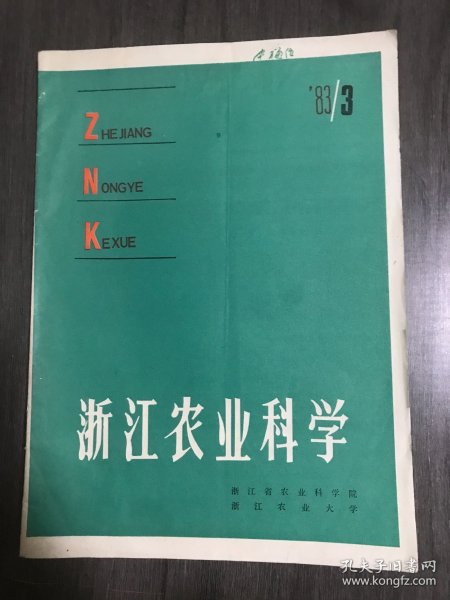 '83/3
ZHEJIANG
NONGYE
KEXUE
浙江农业科学
浙江省农业科学院
浙江农业大学
孔夫子旧书网
www.kongfz.com